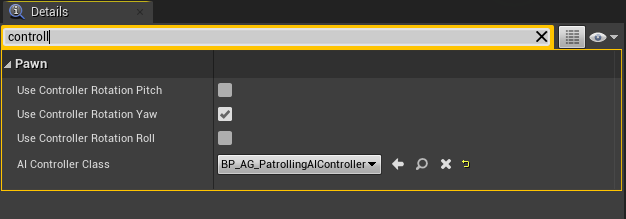 Details
controll
Pawn
Use Controller Rotation Pitch
Use Controller Rotation Yaw
Use Controller Rotation Roll
AI Controller Class BP_AG_PatrollingAIController